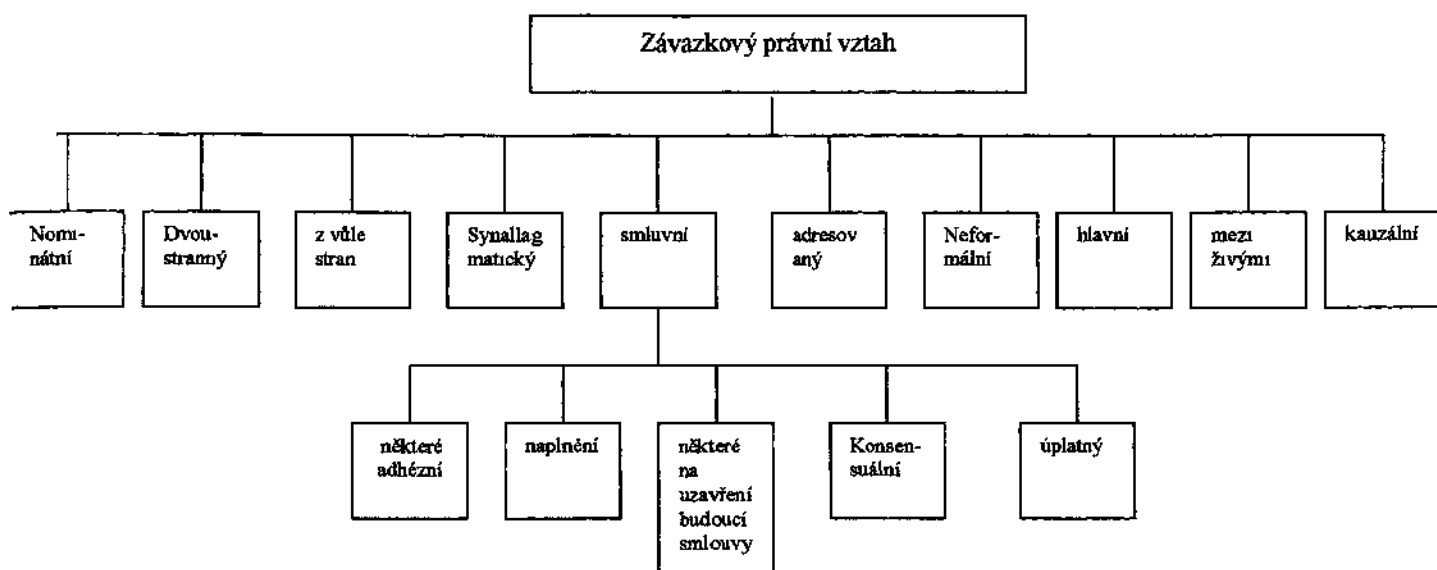 Závazkový právní vztah
Nomi-
nátní
Dvou-
stranný
z vůle
stran
Synallag
matický
smluvní
adresov
aný
Nefor-
mální
hlavní
mezi
živými
kauzální
některé
adhézní
naplnění
některé
na
uzavření
budoucí
smlouvy
Konsen-
suální
úplatný